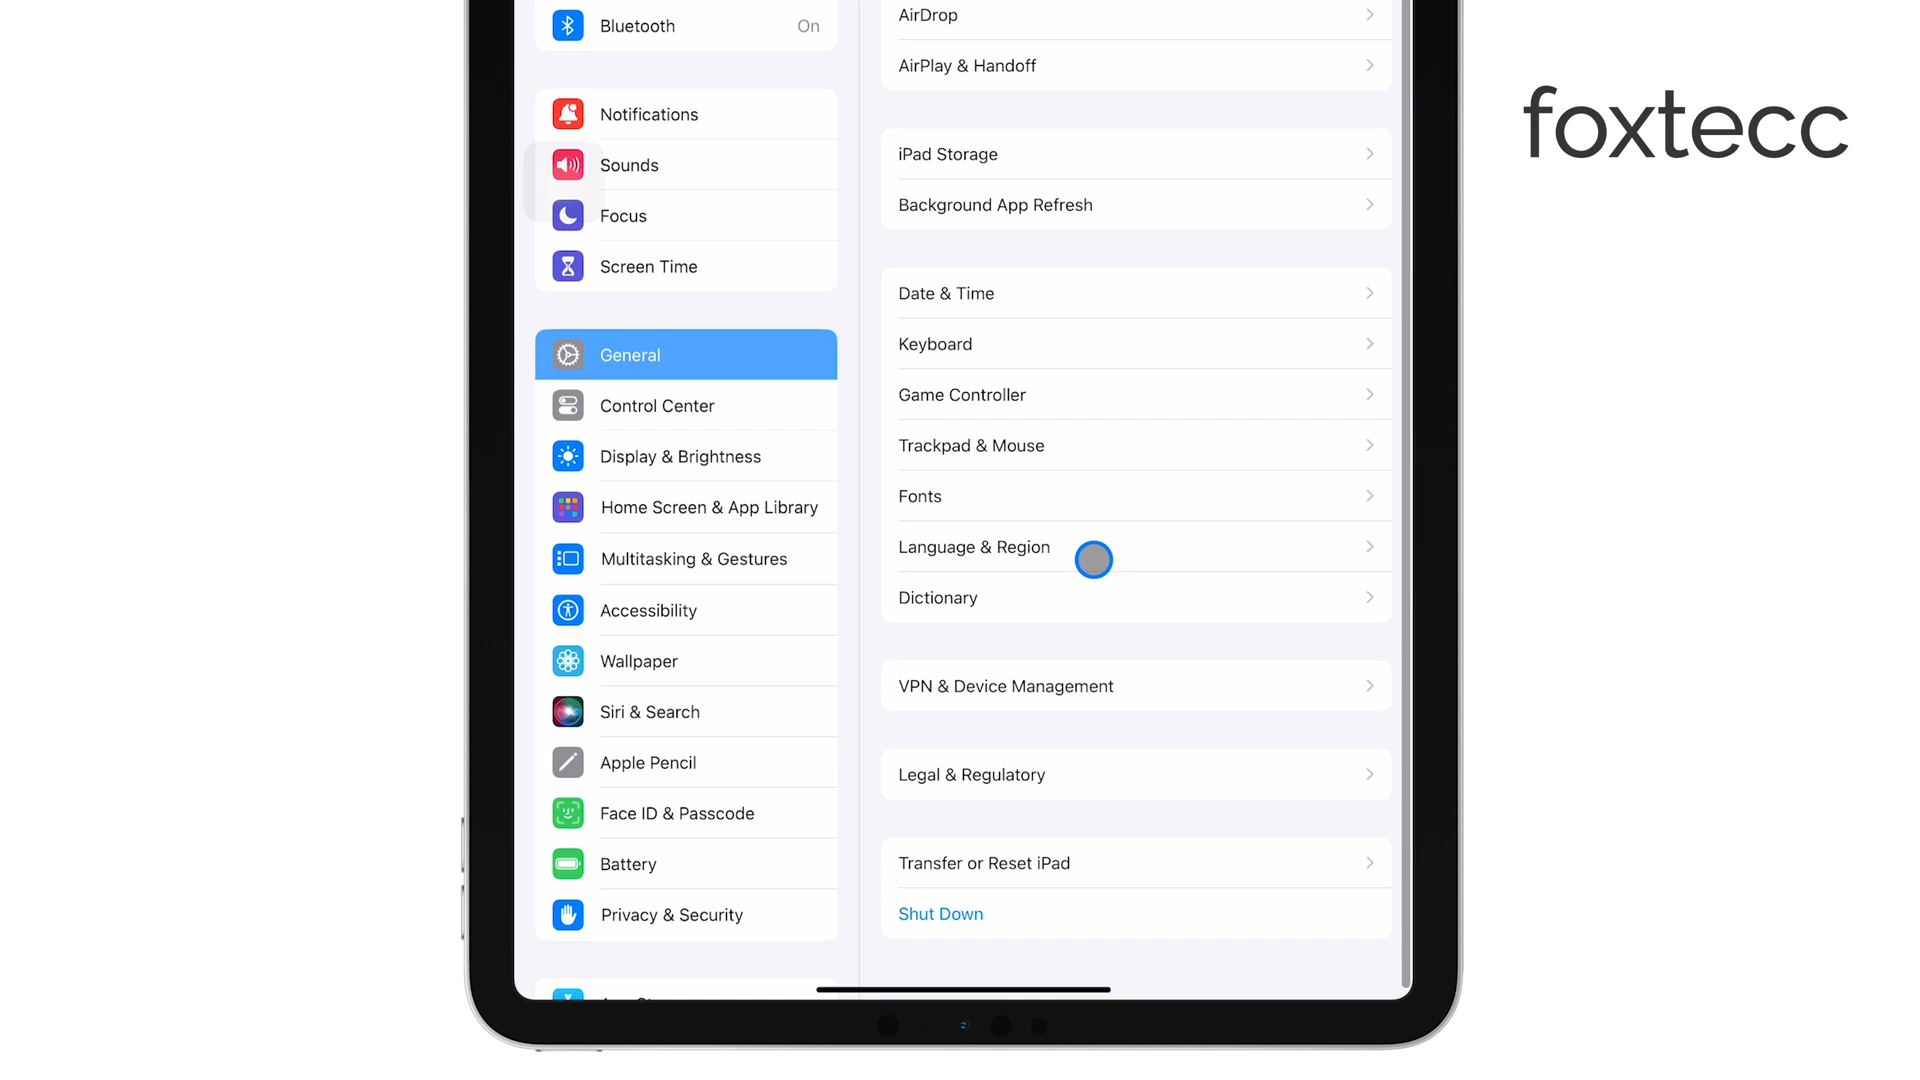 Bluetooth On
Notifications
Sounds
Focus
Screen Time
General
Control Center
Display & Brightness
Home Screen & App Library
Multitasking & Gestures
Accessibility
Wallpaper
Siri & Search
Apple Pencil
Face ID & Passcode
Battery
Privacy & Security
AirDrop
AirPlay & Handoff
iPad Storage
Background App Refresh
Date & Time
Keyboard
Game Controller
Trackpad & Mouse
Fonts
Language & Region
Dictionary
VPN & Device Management
Legal & Regulatory
Transfer or Reset iPad
Shut Down
foxtecc